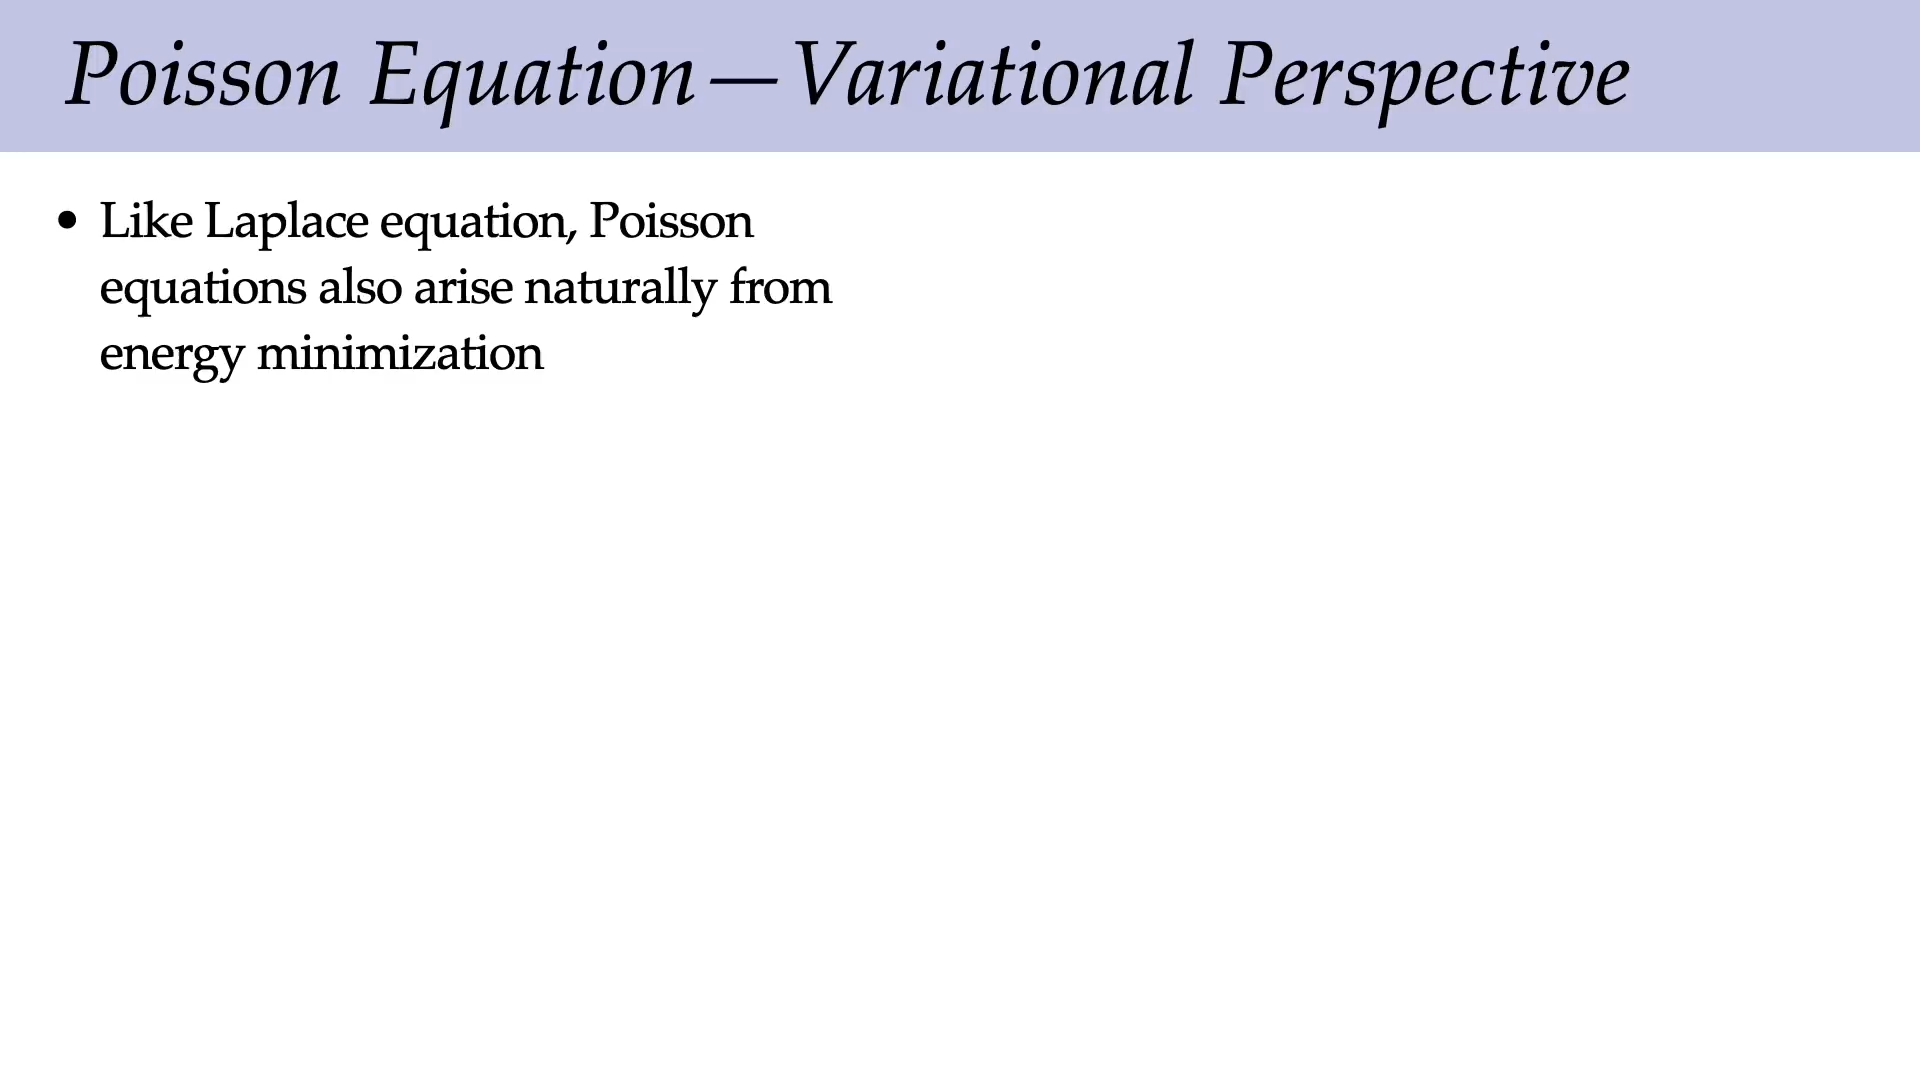 Poisson Equation—Variational Perspective
• Like Laplace equation, Poisson
equations also arise naturally from
energy minimization